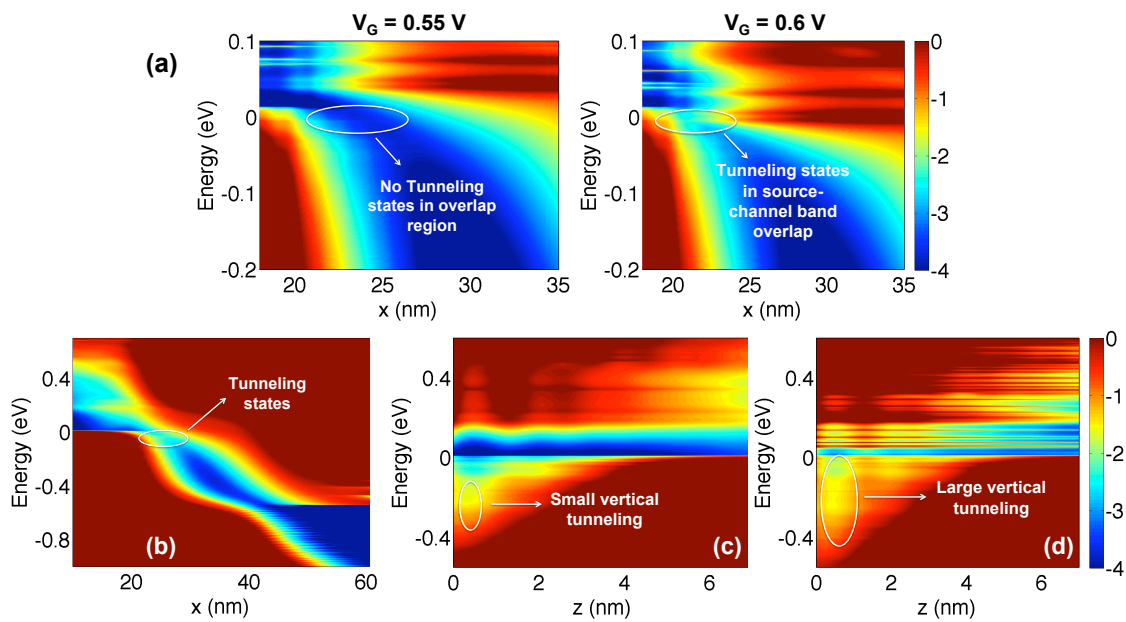 V_G = 0.55 V
V_G = 0.6 V
(a)
Energy (eV)
0.1
0
-0.1
-0.2
20
25
30
35
x (nm)
No Tunneling
states in overlap
region
Energy (eV)
0.1
0
-0.1
-0.2
20
25
30
35
x (nm)
Tunneling states
in source-
channel band
overlap
0
-1
-2
-3
-4
Energy (eV)
0.4
0
-0.4
-0.8
20
40
60
x (nm)
Tunneling
states
(b)
Energy (eV)
0.4
0
-0.4
0
2
4
6
z (nm)
Small vertical
tunneling
(c)
Energy (eV)
0.4
0
-0.4
0
2
4
6
z (nm)
Large vertical
tunneling
(d)
0
-1
-2
-3
-4